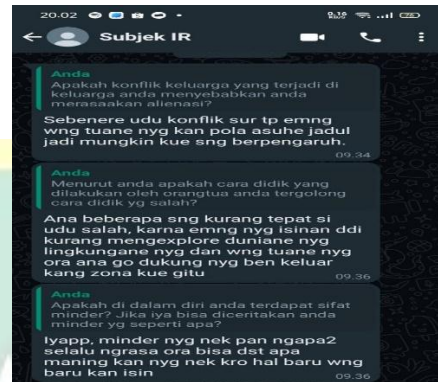 20.02
Subjek IR
Anda
Apakah konflik keluarga yang terjadi di
keluarga anda menyebabkan anda
merasaakan alienasi?
Sebenere udu konflik sur tp emng
wng tuane nyg kan pola asuhe jadul
jadi mungkin kue sng berpengaruh.
09.34
Anda
Menurut anda apakah cara didik yang
dilakukan oleh orangtua anda tergolong
cara didik yg salah?
Ana beberapa sng kurang tepat si
udu salah, karna emng nyg isinan ddi
kurang mengexplore duniane nyg
lingkungane nyg dan wng tuane nyg
ora ana go dukung nyg ben keluar
kang zona kue gitu
09.36
Anda
Apakah di dalam diri anda terdapat sifat
minder? Jika iya bisa diceritakan anda
minder yg seperti apa?
Iyapp, minder nyg nek pan ngapa2
selalu ngrasa ora bisa dst apa
maning kan nyg nek kro hal baru wng
baru kan isin
09.36